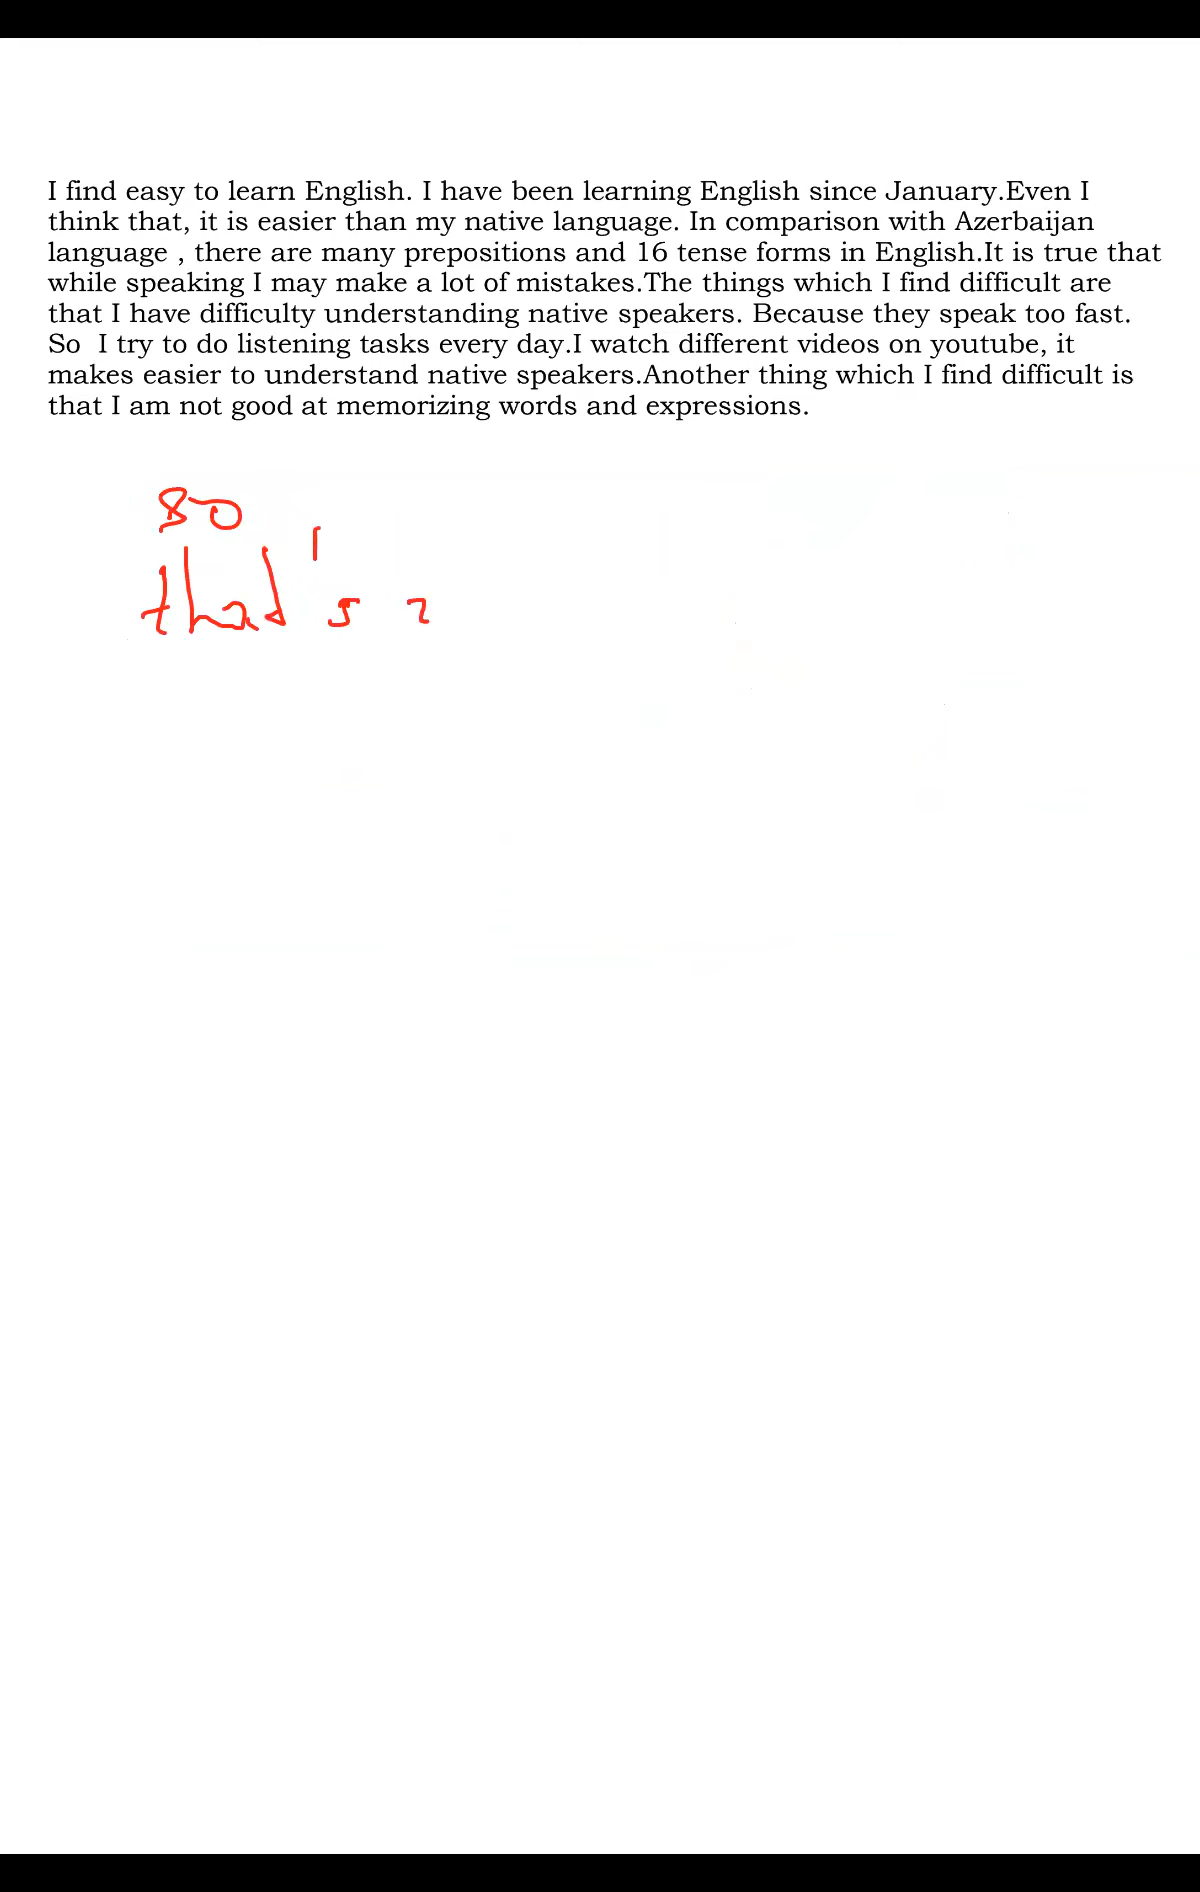 I find easy to learn English. I have been learning English since January.Even I
think that, it is easier than my native language. In comparison with Azerbaijan
language , there are many prepositions and 16 tense forms in English.It is true that
while speaking I may make a lot of mistakes.The things which I find difficult are
that I have difficulty understanding native speakers. Because they speak too fast.
So  I try to do listening tasks every day.I watch different videos on youtube, it
makes easier to understand native speakers.Another thing which I find difficult is
that I am not good at memorizing words and expressions.
80